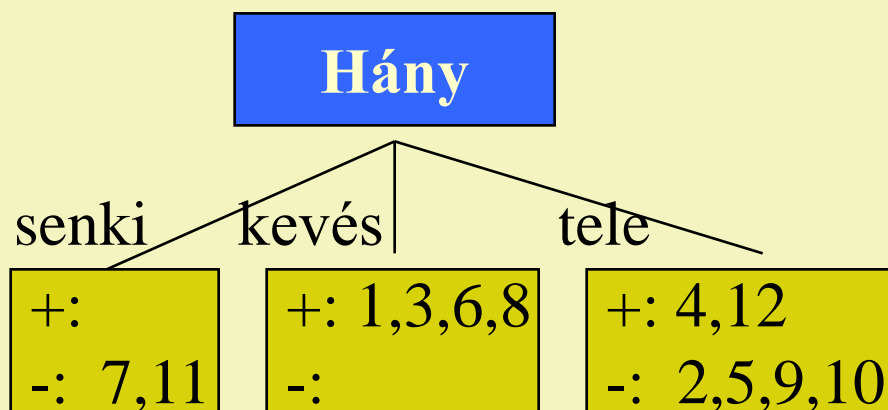 Hány
senki kevés tele
+: +: 1,3,6,8 +: 4,12
-: 7,11 -: -: 2,5,9,10